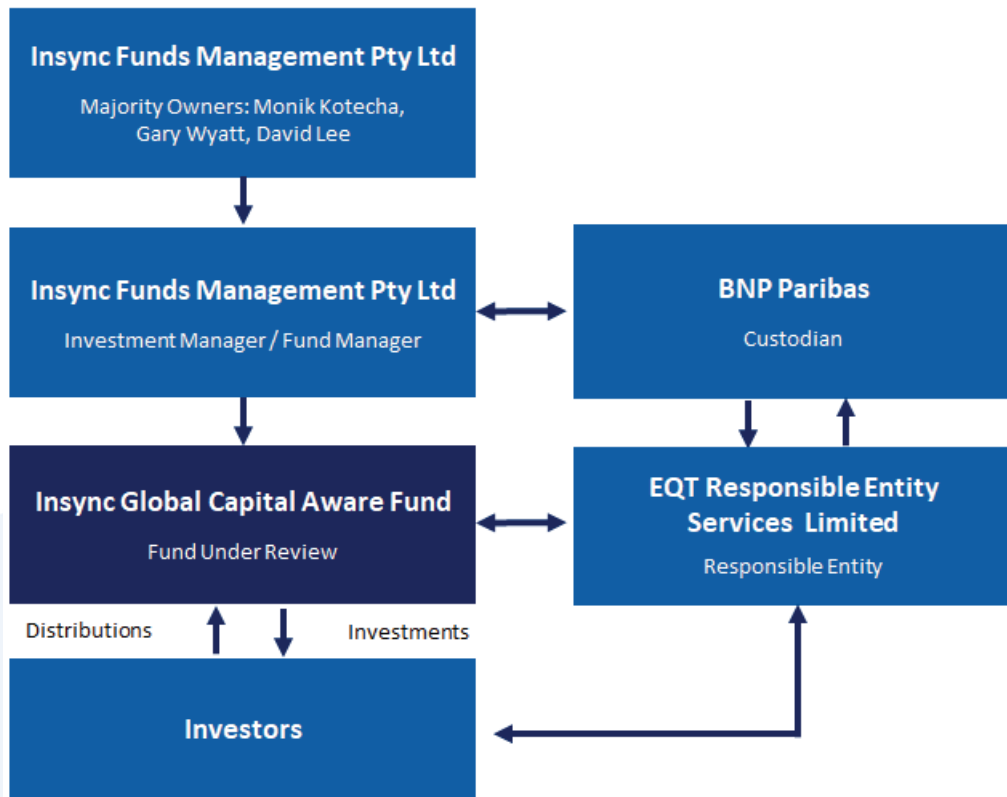 Insync Funds Management Pty Ltd
Majority Owners: Monik Kotecha,
Gary Wyatt, David Lee
Insync Funds Management Pty Ltd
Investment Manager / Fund Manager
BNP Paribas
Custodian
Insync Global Capital Aware Fund
Fund Under Review
EQT Responsible Entity
Services Limited
Responsible Entity
Distributions
Investments
Investors